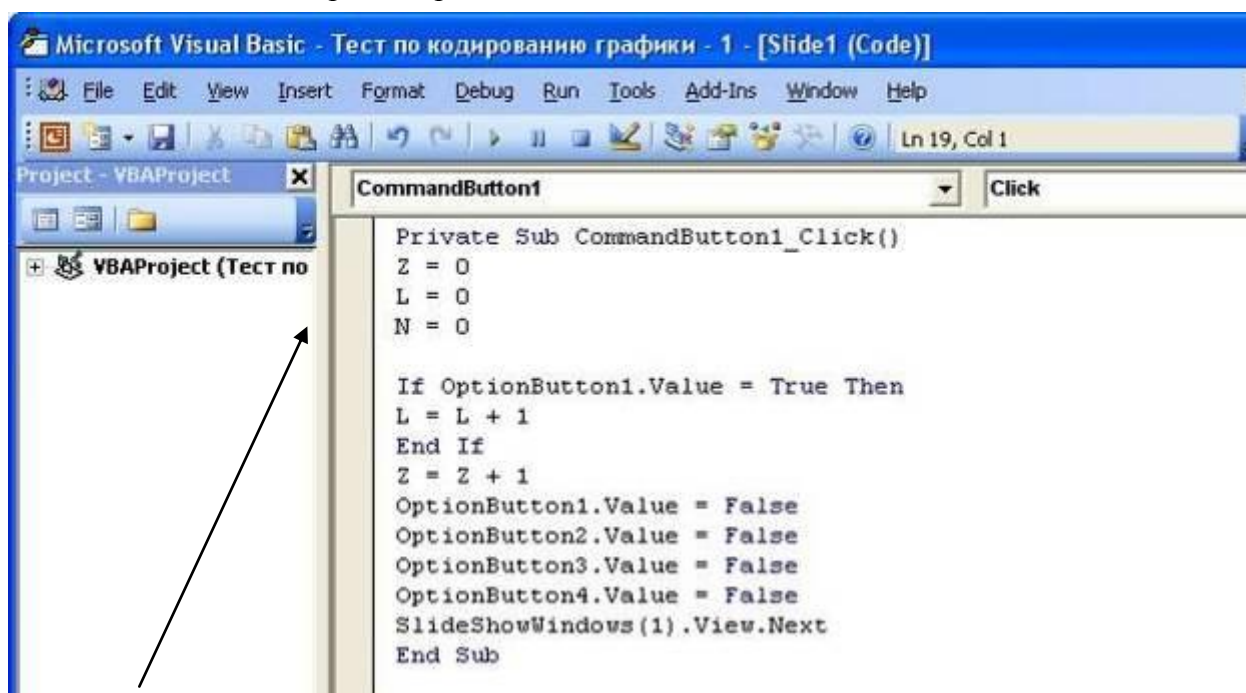 Microsoft Visual Basic - Тест по кодированию графики - 1 - [Slide1 (Code)]
File Edit View Insert Format Debug Run Tools Add-Ins Window Help
Ln 19, Col 1
Project - VBAProject
CommandButton1 Click
VBAProject (Тест по
Private Sub CommandButton1_Click()
Z = 0
L = 0
N = 0
If OptionButton1.Value = True Then
L = L + 1
End If
Z = Z + 1
OptionButton1.Value = False
OptionButton2.Value = False
OptionButton3.Value = False
OptionButton4.Value = False
SlideShowWindows(1).View.Next
End Sub